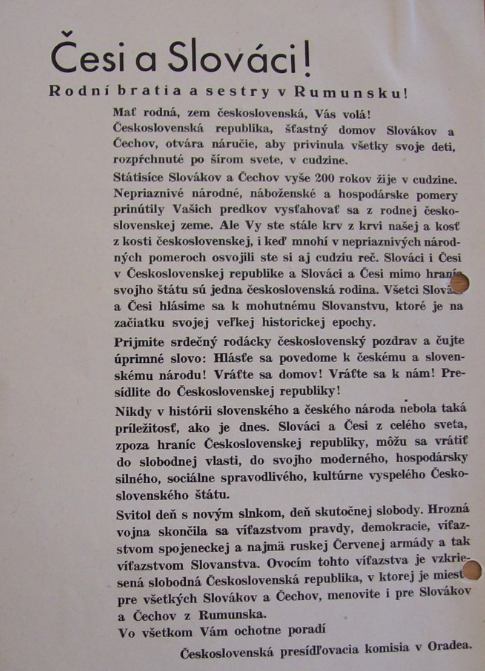 Česi a Slováci!
Rodní bratia a sestry v Rumunsku!
Mať rodná, zem československá, Vás volá!
Československá republika, šťastný domov Slovákov a
Čechov, otvára náručie, aby privinula všetky svoje deti,
rozpŕchnuté po šírom svete, v cudzine.
Státisíce Slovákov a Čechov vyše 200 rokov žije v cudzine.
Nepriaznivé národné, náboženské a hospodárske pomery
prinútily Vašich predkov vysťahovať sa z rodnej česko-
slovenskej zeme. Ale Vy ste stále krv z krvi našej a kosť
z kosti československej, i keď mnohí v nepriaznivých národ-
ných pomeroch osvojili ste si aj cudziu reč. Slováci i Česi
v Československej republike a Slováci a Česi mimo hraníc
svojho štátu sú jedna československá rodina. Všetci Slová
a Česi hlásime sa k mohutnému Slovanstvu, ktoré je na
začiatku svojej veľkej historickej epochy.
Prijmite srdečný rodácky československý pozdrav a čujte
úprimné slovo: Hlásťe sa povedome k českému a sloven-
skému národu! Vráťte sa domov! Vráťte sa k nám! Pre-
sídlite do Československej republiky!
Nikdy v histórii slovenského a českého národa nebola taká
príležitosť, ako je dnes. Slováci a Česi z celého sveta,
zpoza hraníc Československej republiky, môžu sa vrátiť
do slobodnej vlasti, do svojho moderného, hospodársky
silného, sociálne spravodlivého, kultúrne vyspelého Česko-
slovenského štátu.
Svitol deň s novým slnkom, deň skutočnej slobody. Hrozná
vojna skončila sa víťazstvom pravdy, demokracie, víťaz-
stvom spojeneckej a najmä ruskej Červenej armády a tak
víťazstvom Slovanstva. Ovocím tohto víťazstva je vzkrie-
sená slobodná Československá republika, v ktorej je miest
pre všetkých Slovákov a Čechov, menovite i pre Slovákov
a Čechov z Rumunska.
Vo všetkom Vám ochotne poradí
Československá presídľovacia komisia v Oradea.